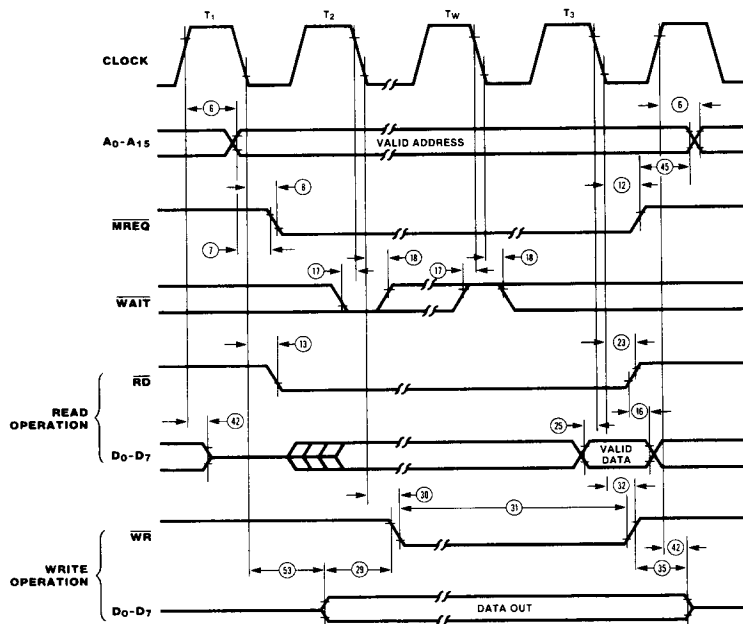 T1 T2 TW T3
CLOCK
6 6
A0-A15 VALID ADDRESS
45
8 12
MREQ
7
17 18 17 18
WAIT
13 23
RD
READ OPERATION
42 25 16
D0-D7 VALID DATA
30 31 32
WR
WRITE OPERATION
53 29 42
35
D0-D7 DATA OUT